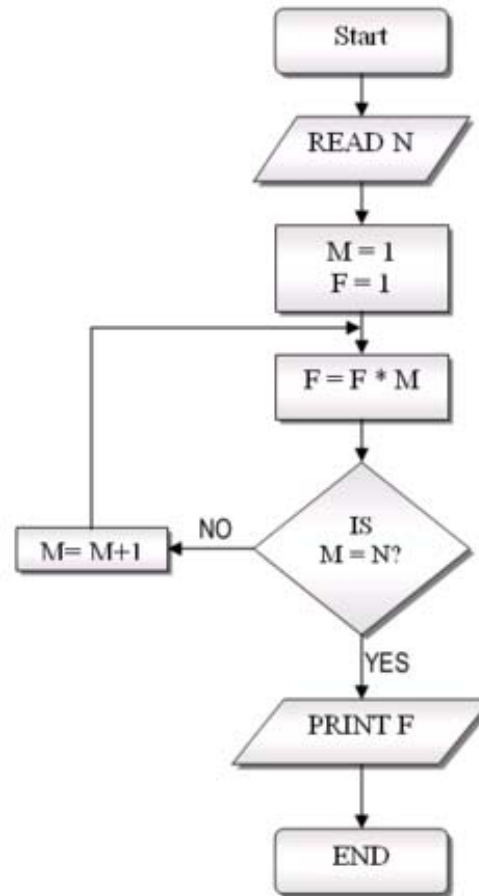 Start
READ N
M = 1
F = 1
F = F * M
IS
M = N?
NO
M= M+1
YES
PRINT F
END